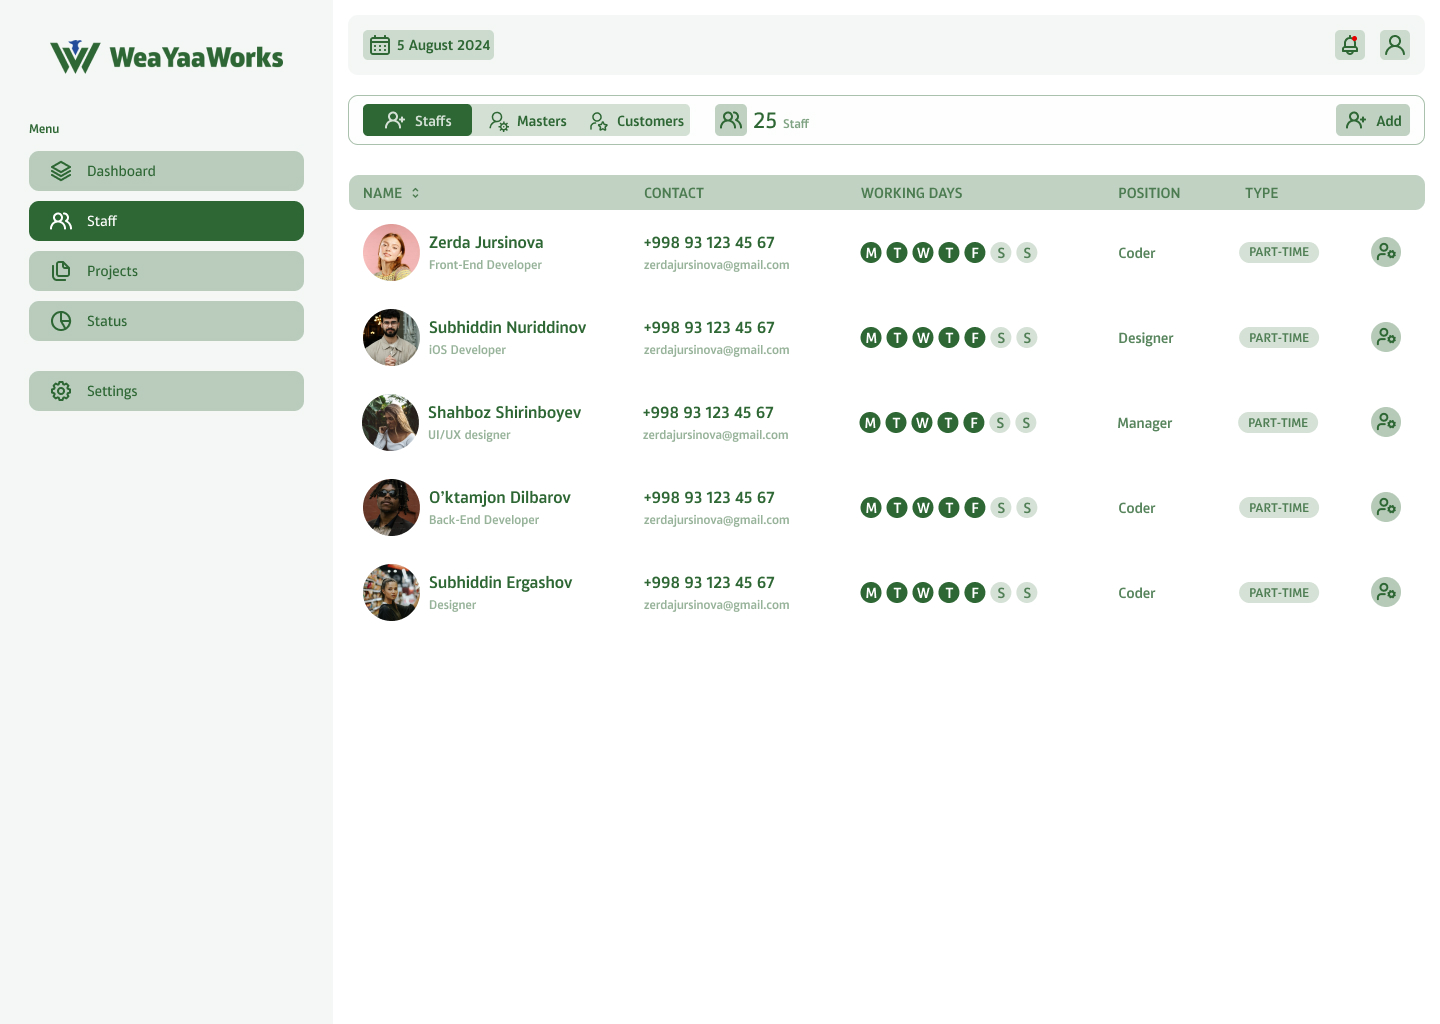 WeaYaaWorks
5 August 2024
Menu
Dashboard
Staff
Projects
Status
Settings
Staffs Masters Customers 25 Staff Add
NAME CONTACT WORKING DAYS POSITION TYPE
Zerda Jursinova +998 93 123 45 67
Front-End Developer zerdajursinova@gmail.com M T W T F S S Coder PART-TIME
Subhiddin Nuriddinov +998 93 123 45 67
iOS Developer zerdajursinova@gmail.com M T W T F S S Designer PART-TIME
Shahboz Shirinboyev +998 93 123 45 67
UI/UX designer zerdajursinova@gmail.com M T W T F S S Manager PART-TIME
O’ktamjon Dilbarov +998 93 123 45 67
Back-End Developer zerdajursinova@gmail.com M T W T F S S Coder PART-TIME
Subhiddin Ergashov +998 93 123 45 67
Designer zerdajursinova@gmail.com M T W T F S S Coder PART-TIME